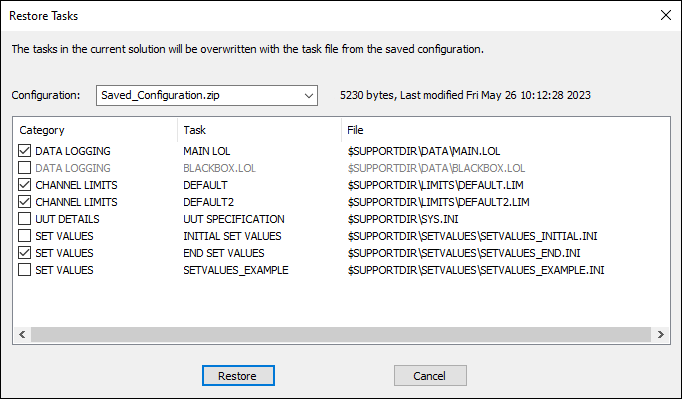 Restore Tasks
The tasks in the current solution will be overwritten with the task file from the saved configuration.
Configuration: Saved_Configuration.zip 5230 bytes, Last modified Fri May 26 10:12:28 2023
Category Task File
DATA LOGGING MAIN LOL $SUPPORTDIR\DATA\MAIN.LOL
DATA LOGGING BLACKBOX.LOL $SUPPORTDIR\DATA\BLACKBOX.LOL
CHANNEL LIMITS DEFAULT $SUPPORTDIR\LIMITS\DEFAULT.LIM
CHANNEL LIMITS DEFAULT2 $SUPPORTDIR\LIMITS\DEFAULT2.LIM
UUT DETAILS UUT SPECIFICATION $SUPPORTDIR\SYS.INI
SET VALUES INITIAL SET VALUES $SUPPORTDIR\SETVALUES\SETVALUES_INITIAL.INI
SET VALUES END SET VALUES $SUPPORTDIR\SETVALUES\SETVALUES_END.INI
SET VALUES SETVALUES_EXAMPLE $SUPPORTDIR\SETVALUES\SETVALUES_EXAMPLE.INI
Restore Cancel